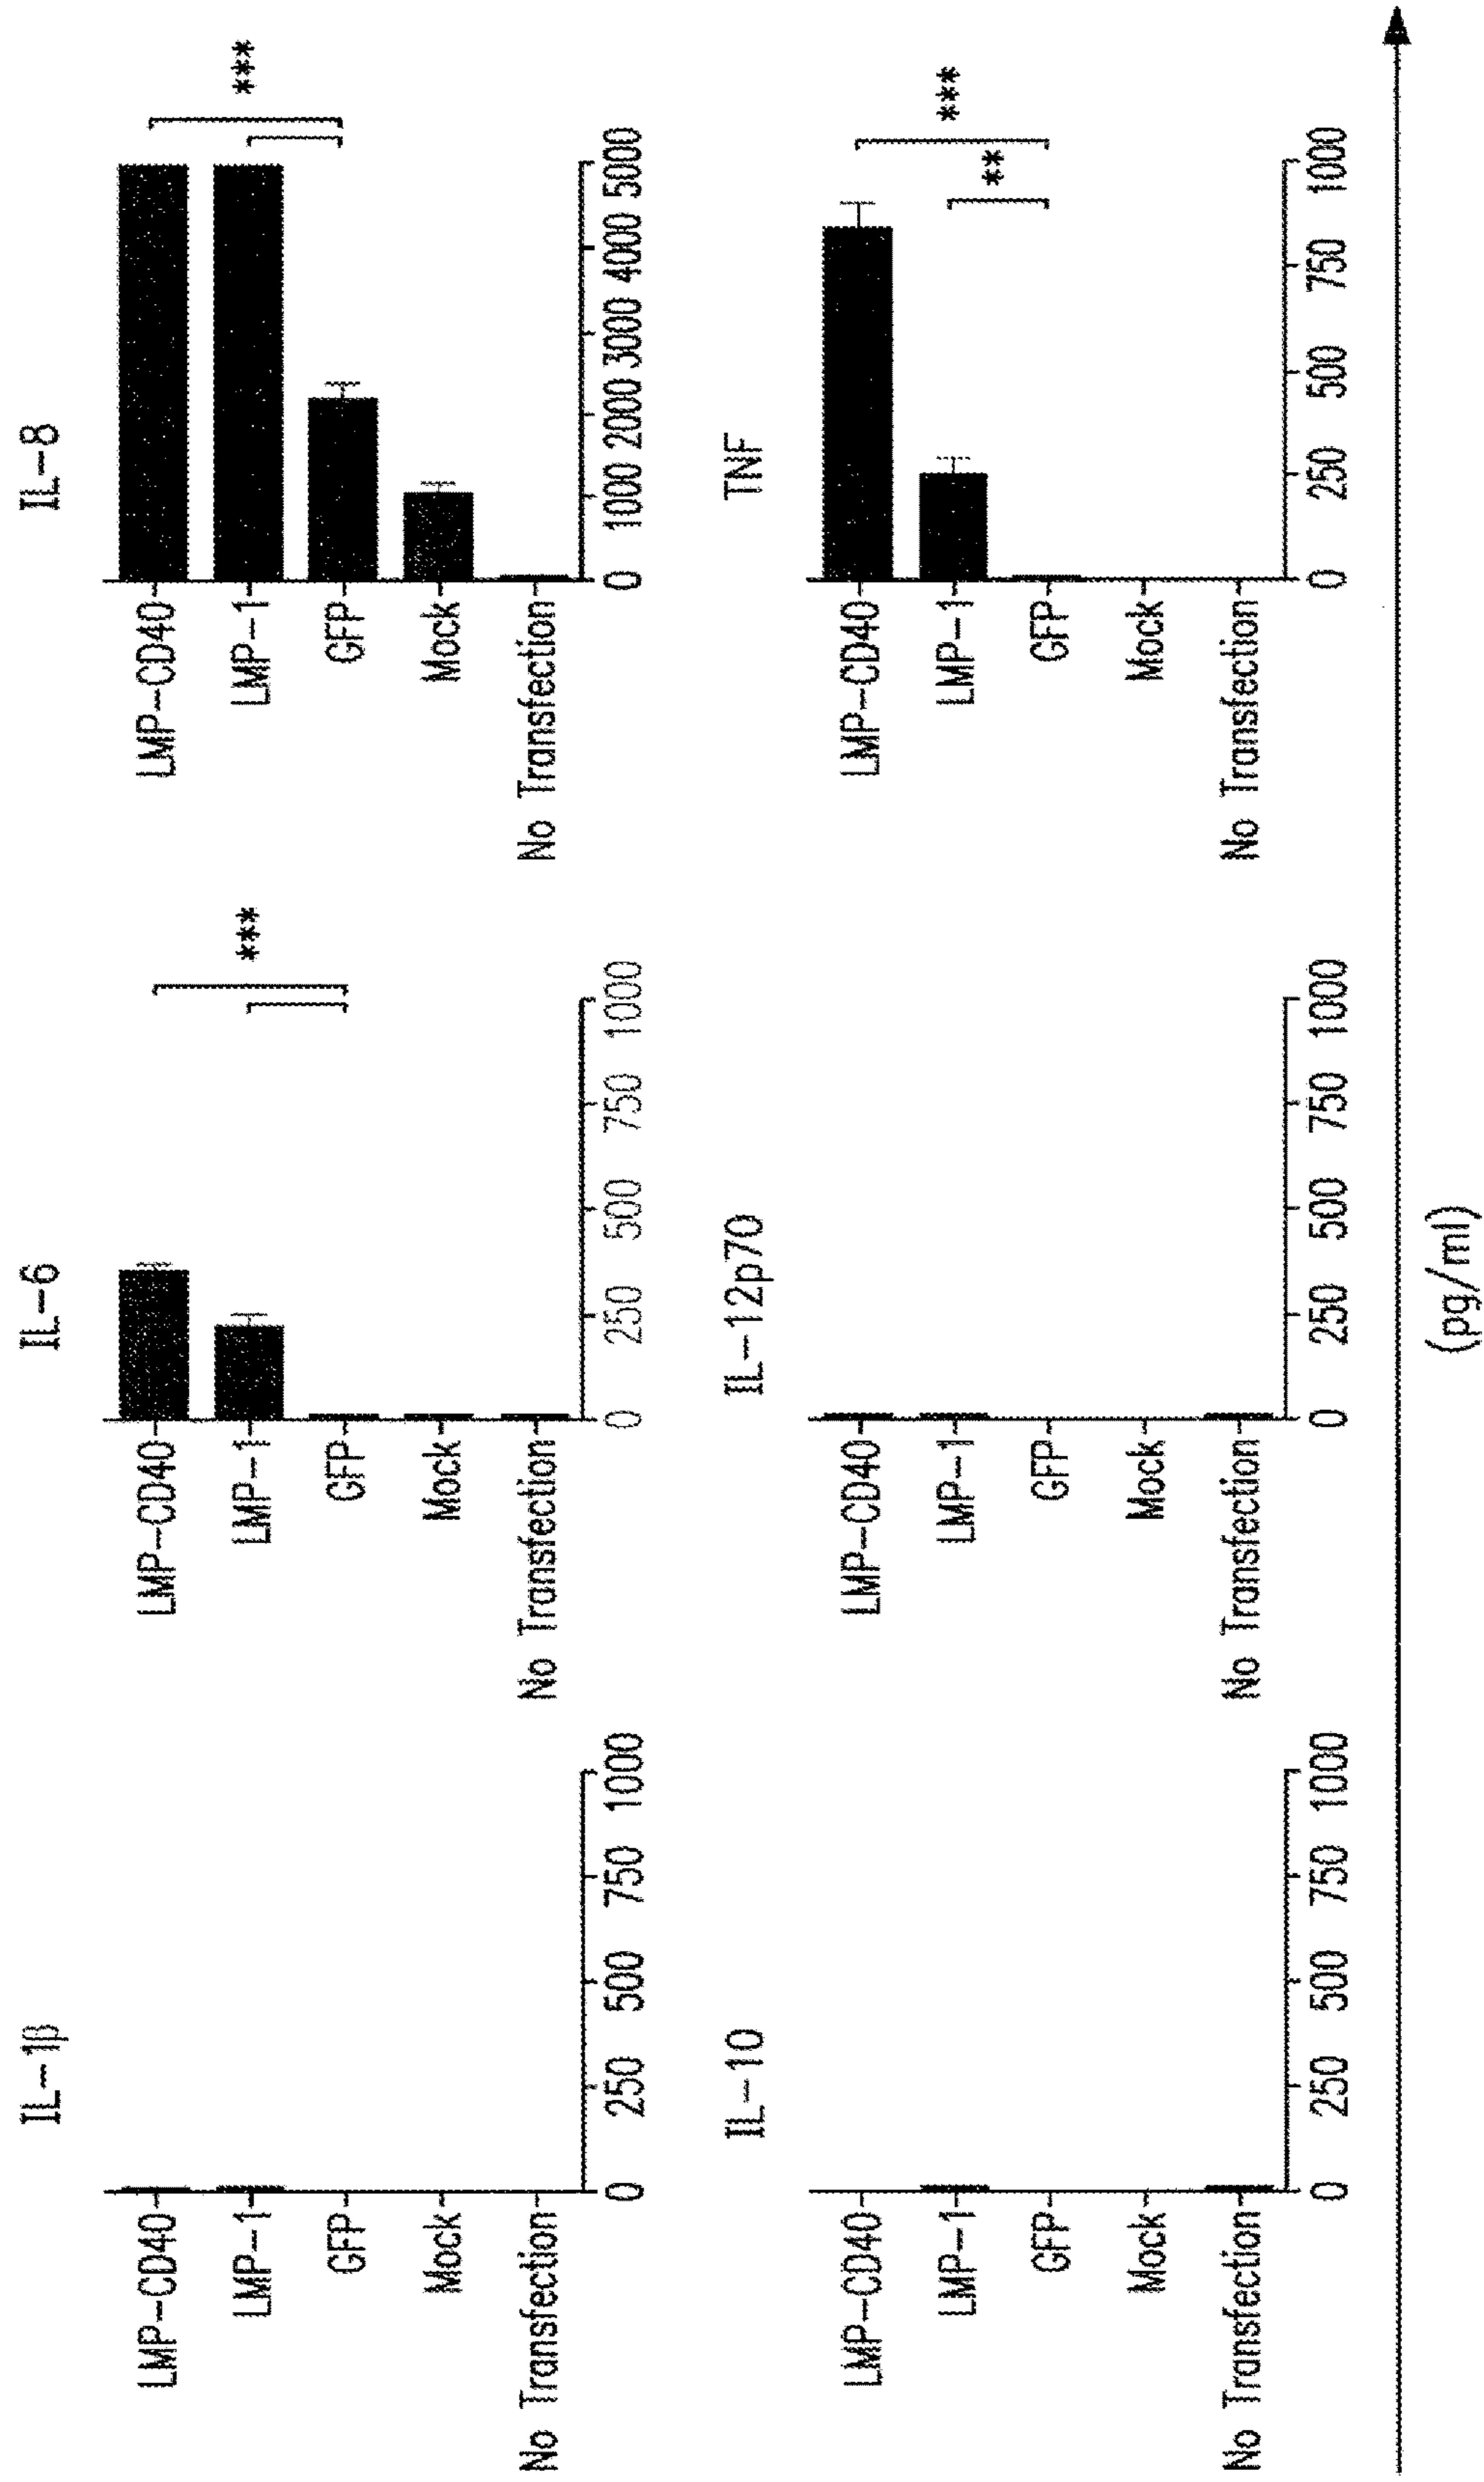 IL-1β
LMP-CD40
LMP-1
GFP
Mock
No Transfection
0 250 500 750 1000
IL-6
***
LMP-CD40
LMP-1
GFP
Mock
No Transfection
0 250 500 750 1000
IL-8
***
LMP-CD40
LMP-1
GFP
Mock
No Transfection
0 1000 2000 3000 4000 5000
IL-10
LMP-CD40
LMP-1
GFP
Mock
No Transfection
0 250 500 750 1000
IL-12p70
LMP-CD40
LMP-1
GFP
Mock
No Transfection
0 250 500 750 1000
TNF
***
**
LMP-CD40
LMP-1
GFP
Mock
No Transfection
0 250 500 750 1000
(pg/ml)